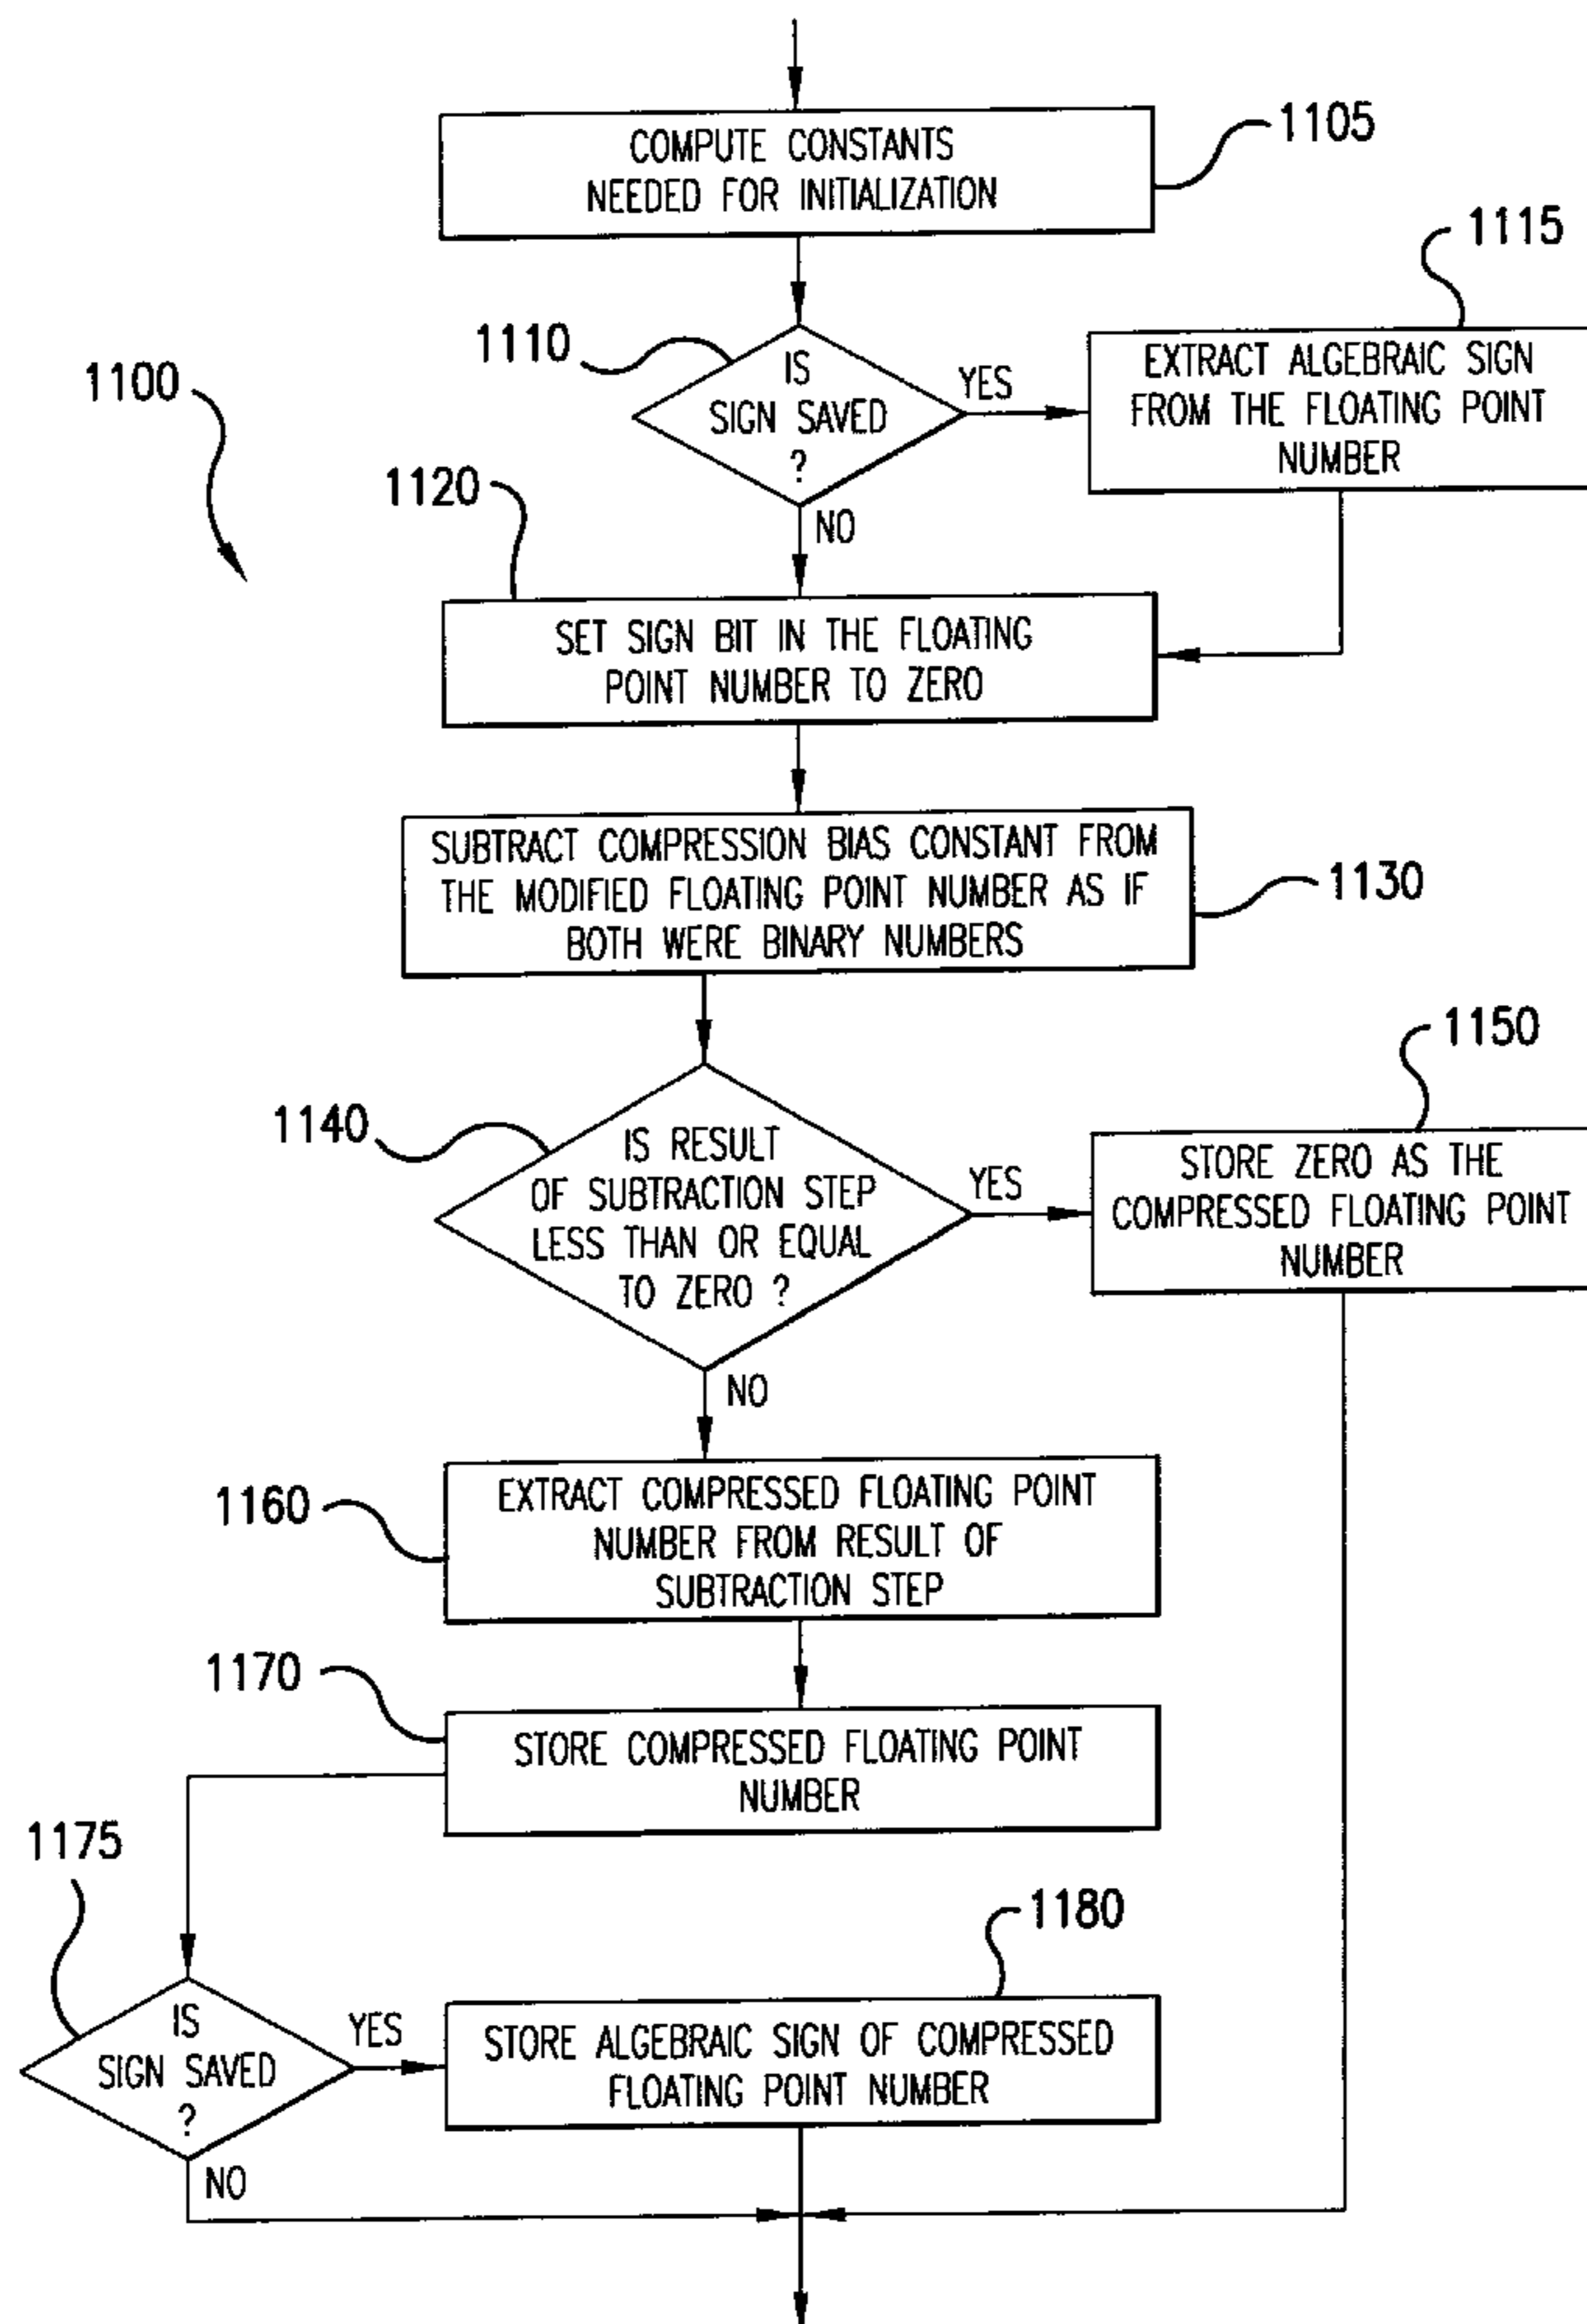 COMPUTE CONSTANTS
NEEDED FOR INITIALIZATION
1105
1115
1110
IS
SIGN SAVED
?
YES
EXTRACT ALGEBRAIC SIGN
FROM THE FLOATING POINT
NUMBER
1100
NO
1120
SET SIGN BIT IN THE FLOATING
POINT NUMBER TO ZERO
SUBTRACT COMPRESSION BIAS CONSTANT FROM
THE MODIFIED FLOATING POINT NUMBER AS IF
BOTH WERE BINARY NUMBERS
1130
1150
1140
IS RESULT
OF SUBTRACTION STEP
LESS THAN OR EQUAL
TO ZERO ?
YES
STORE ZERO AS THE
COMPRESSED FLOATING POINT
NUMBER
NO
1160
EXTRACT COMPRESSED FLOATING POINT
NUMBER FROM RESULT OF
SUBTRACTION STEP
1170
STORE COMPRESSED FLOATING POINT
NUMBER
1175
IS
SIGN SAVED
?
YES
1180
STORE ALGEBRAIC SIGN OF COMPRESSED
FLOATING POINT NUMBER
NO